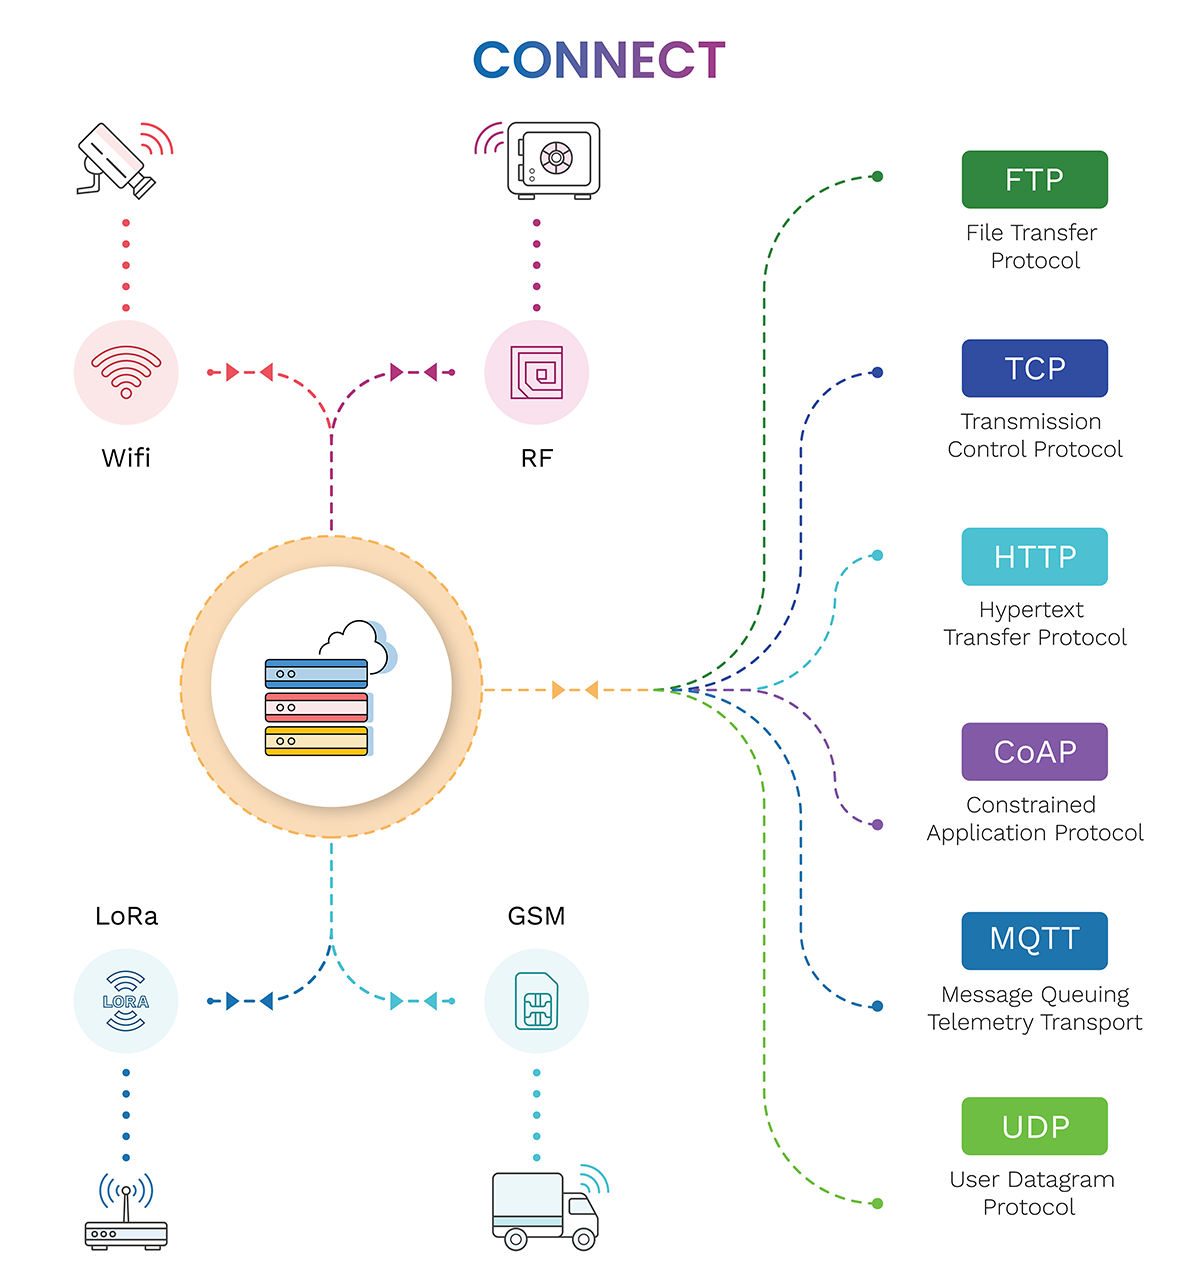 CONNECT
Wifi
RF
LoRa
LORA
GSM
FTP
File Transfer
Protocol
TCP
Transmission
Control Protocol
HTTP
Hypertext
Transfer Protocol
CoAP
Constrained
Application Protocol
MQTT
Message Queuing
Telemetry Transport
UDP
User Datagram
Protocol